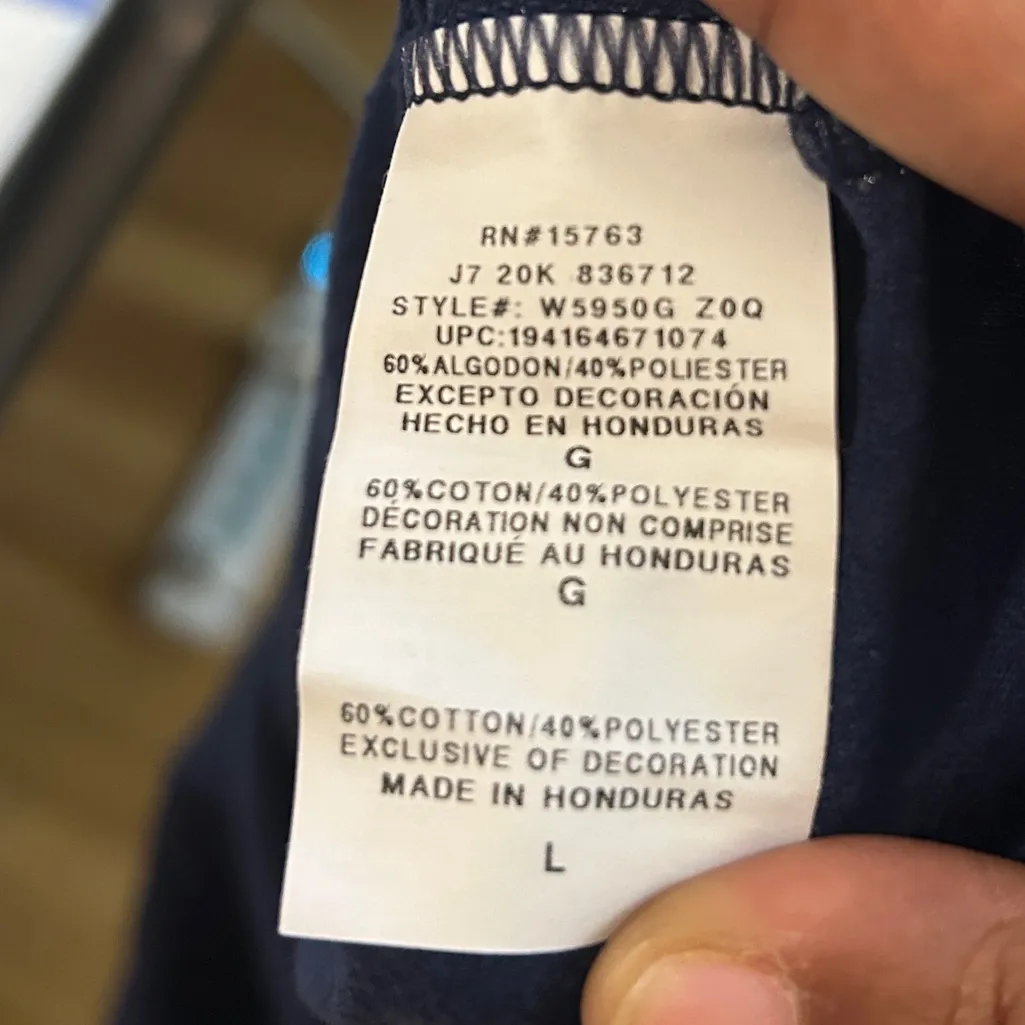 RN#15763
J7 20K 836712
STYLE#: W5950G Z0Q
UPC:194164671074
60%ALGODON/40%POLIESTER
EXCEPTO DECORACIÓN
HECHO EN HONDURAS
G
60%COTON/40%POLYESTER
DÉCORATION NON COMPRISE
FABRIQUÉ AU HONDURAS
G
60%COTTON/40%POLYESTER
EXCLUSIVE OF DECORATION
MADE IN HONDURAS
L